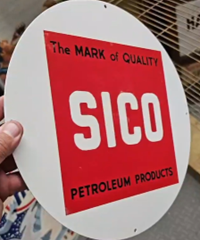 The MARK of QUALITY
SICO
PETROLEUM PRODUCTS